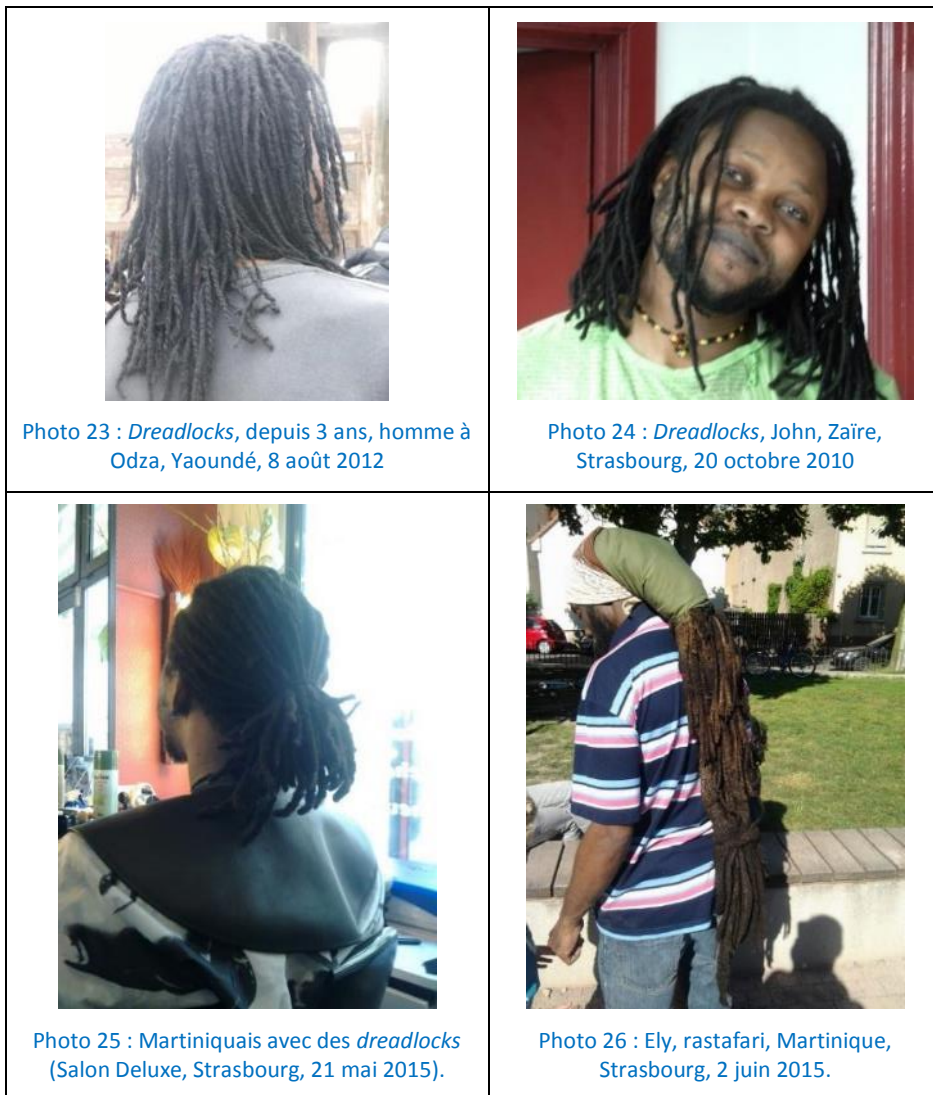 Photo 23 : Dreadlocks, depuis 3 ans, homme à
Odza, Yaoundé, 8 août 2012
Photo 24 : Dreadlocks, John, Zaïre,
Strasbourg, 20 octobre 2010
Photo 25 : Martiniquais avec des dreadlocks
(Salon Deluxe, Strasbourg, 21 mai 2015).
Photo 26 : Ely, rastafari, Martinique,
Strasbourg, 2 juin 2015.